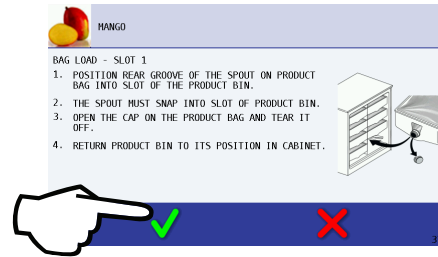 MANGO
BAG LOAD - SLOT 1
1. POSITION REAR GROOVE OF THE SPOUT ON PRODUCT
BAG INTO SLOT OF THE PRODUCT BIN.
2. THE SPOUT MUST SNAP INTO SLOT OF PRODUCT BIN.
3. OPEN THE CAP ON THE PRODUCT BAG AND TEAR IT
OFF.
4. RETURN PRODUCT BIN TO ITS POSITION IN CABINET.